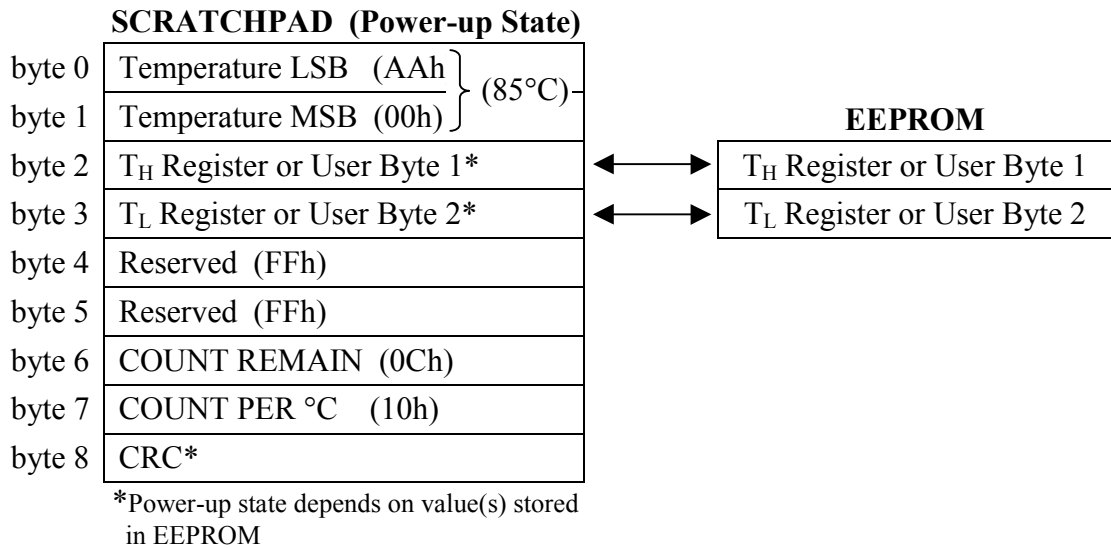 SCRATCHPAD (Power-up State)
byte 0 Temperature LSB (AAh
(85°C)
byte 1 Temperature MSB (00h)
EEPROM
byte 2 TH Register or User Byte 1* TH Register or User Byte 1
byte 3 TL Register or User Byte 2* TL Register or User Byte 2
byte 4 Reserved (FFh)
byte 5 Reserved (FFh)
byte 6 COUNT REMAIN (0Ch)
byte 7 COUNT PER °C (10h)
byte 8 CRC*
*Power-up state depends on value(s) stored
in EEPROM